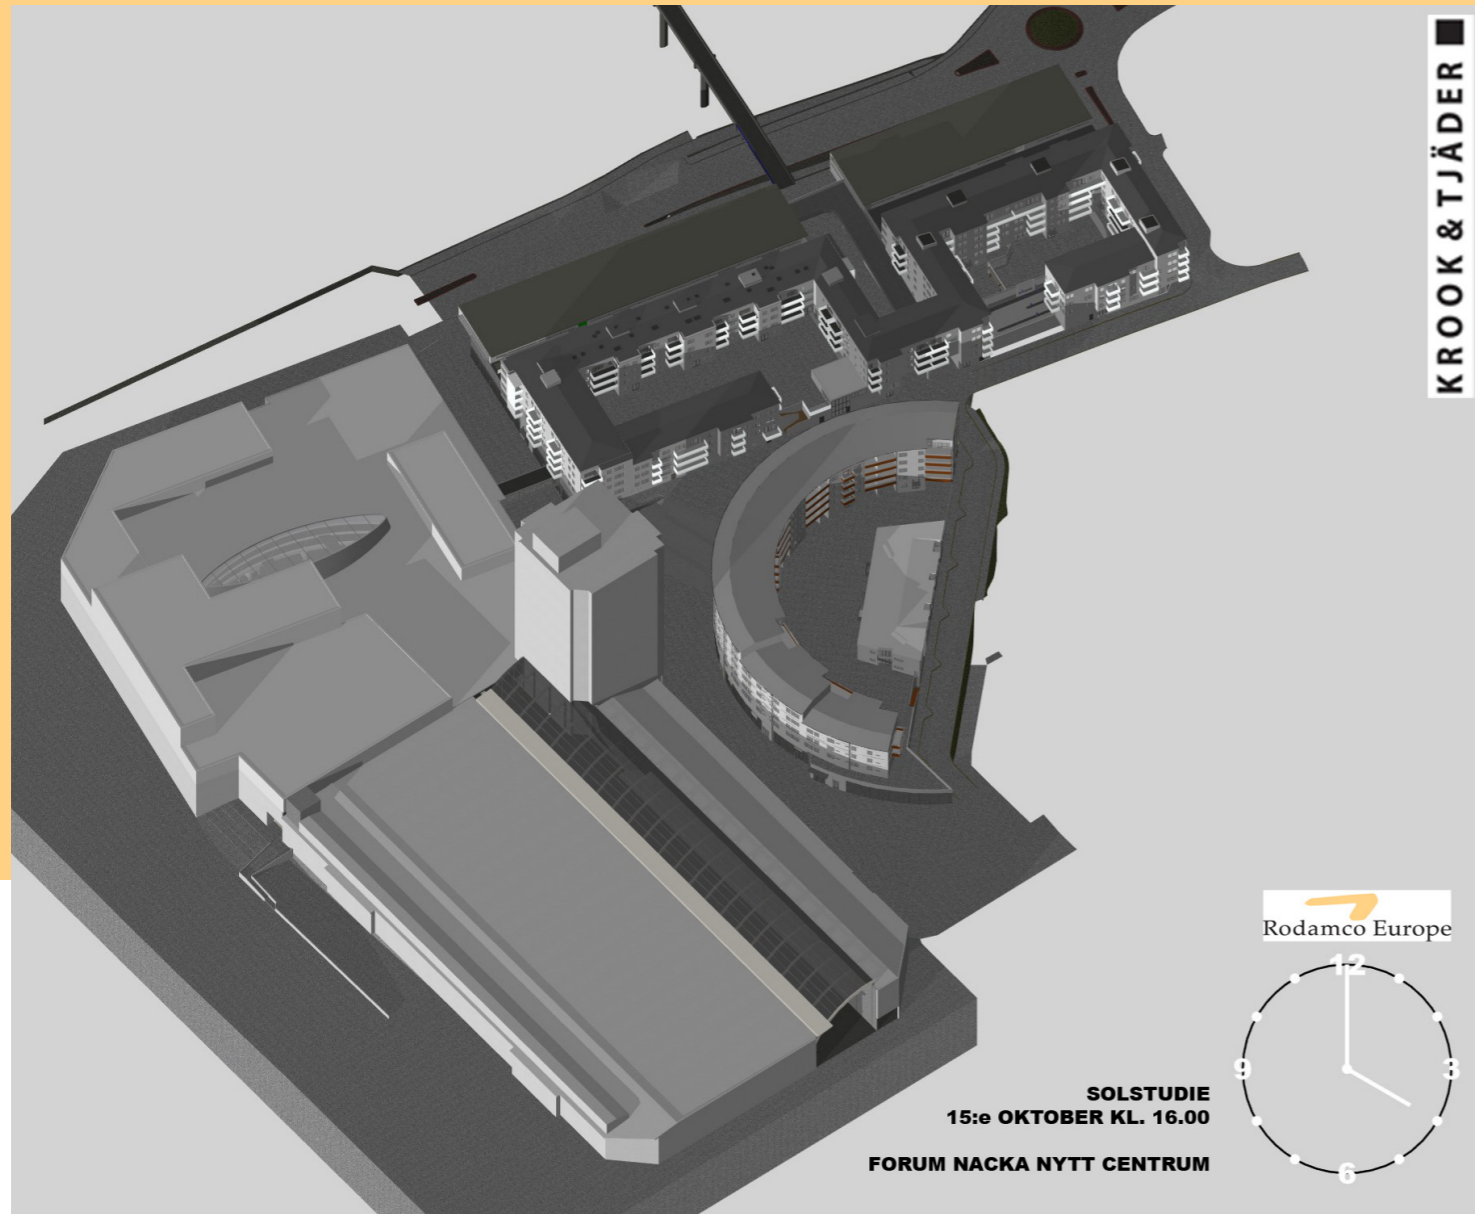 KROOK & TJÄDER
Rodamco Europe
12
9
3
6
SOLSTUDIE
15:e OKTOBER KL. 16.00
FORUM NACKA NYTT CENTRUM